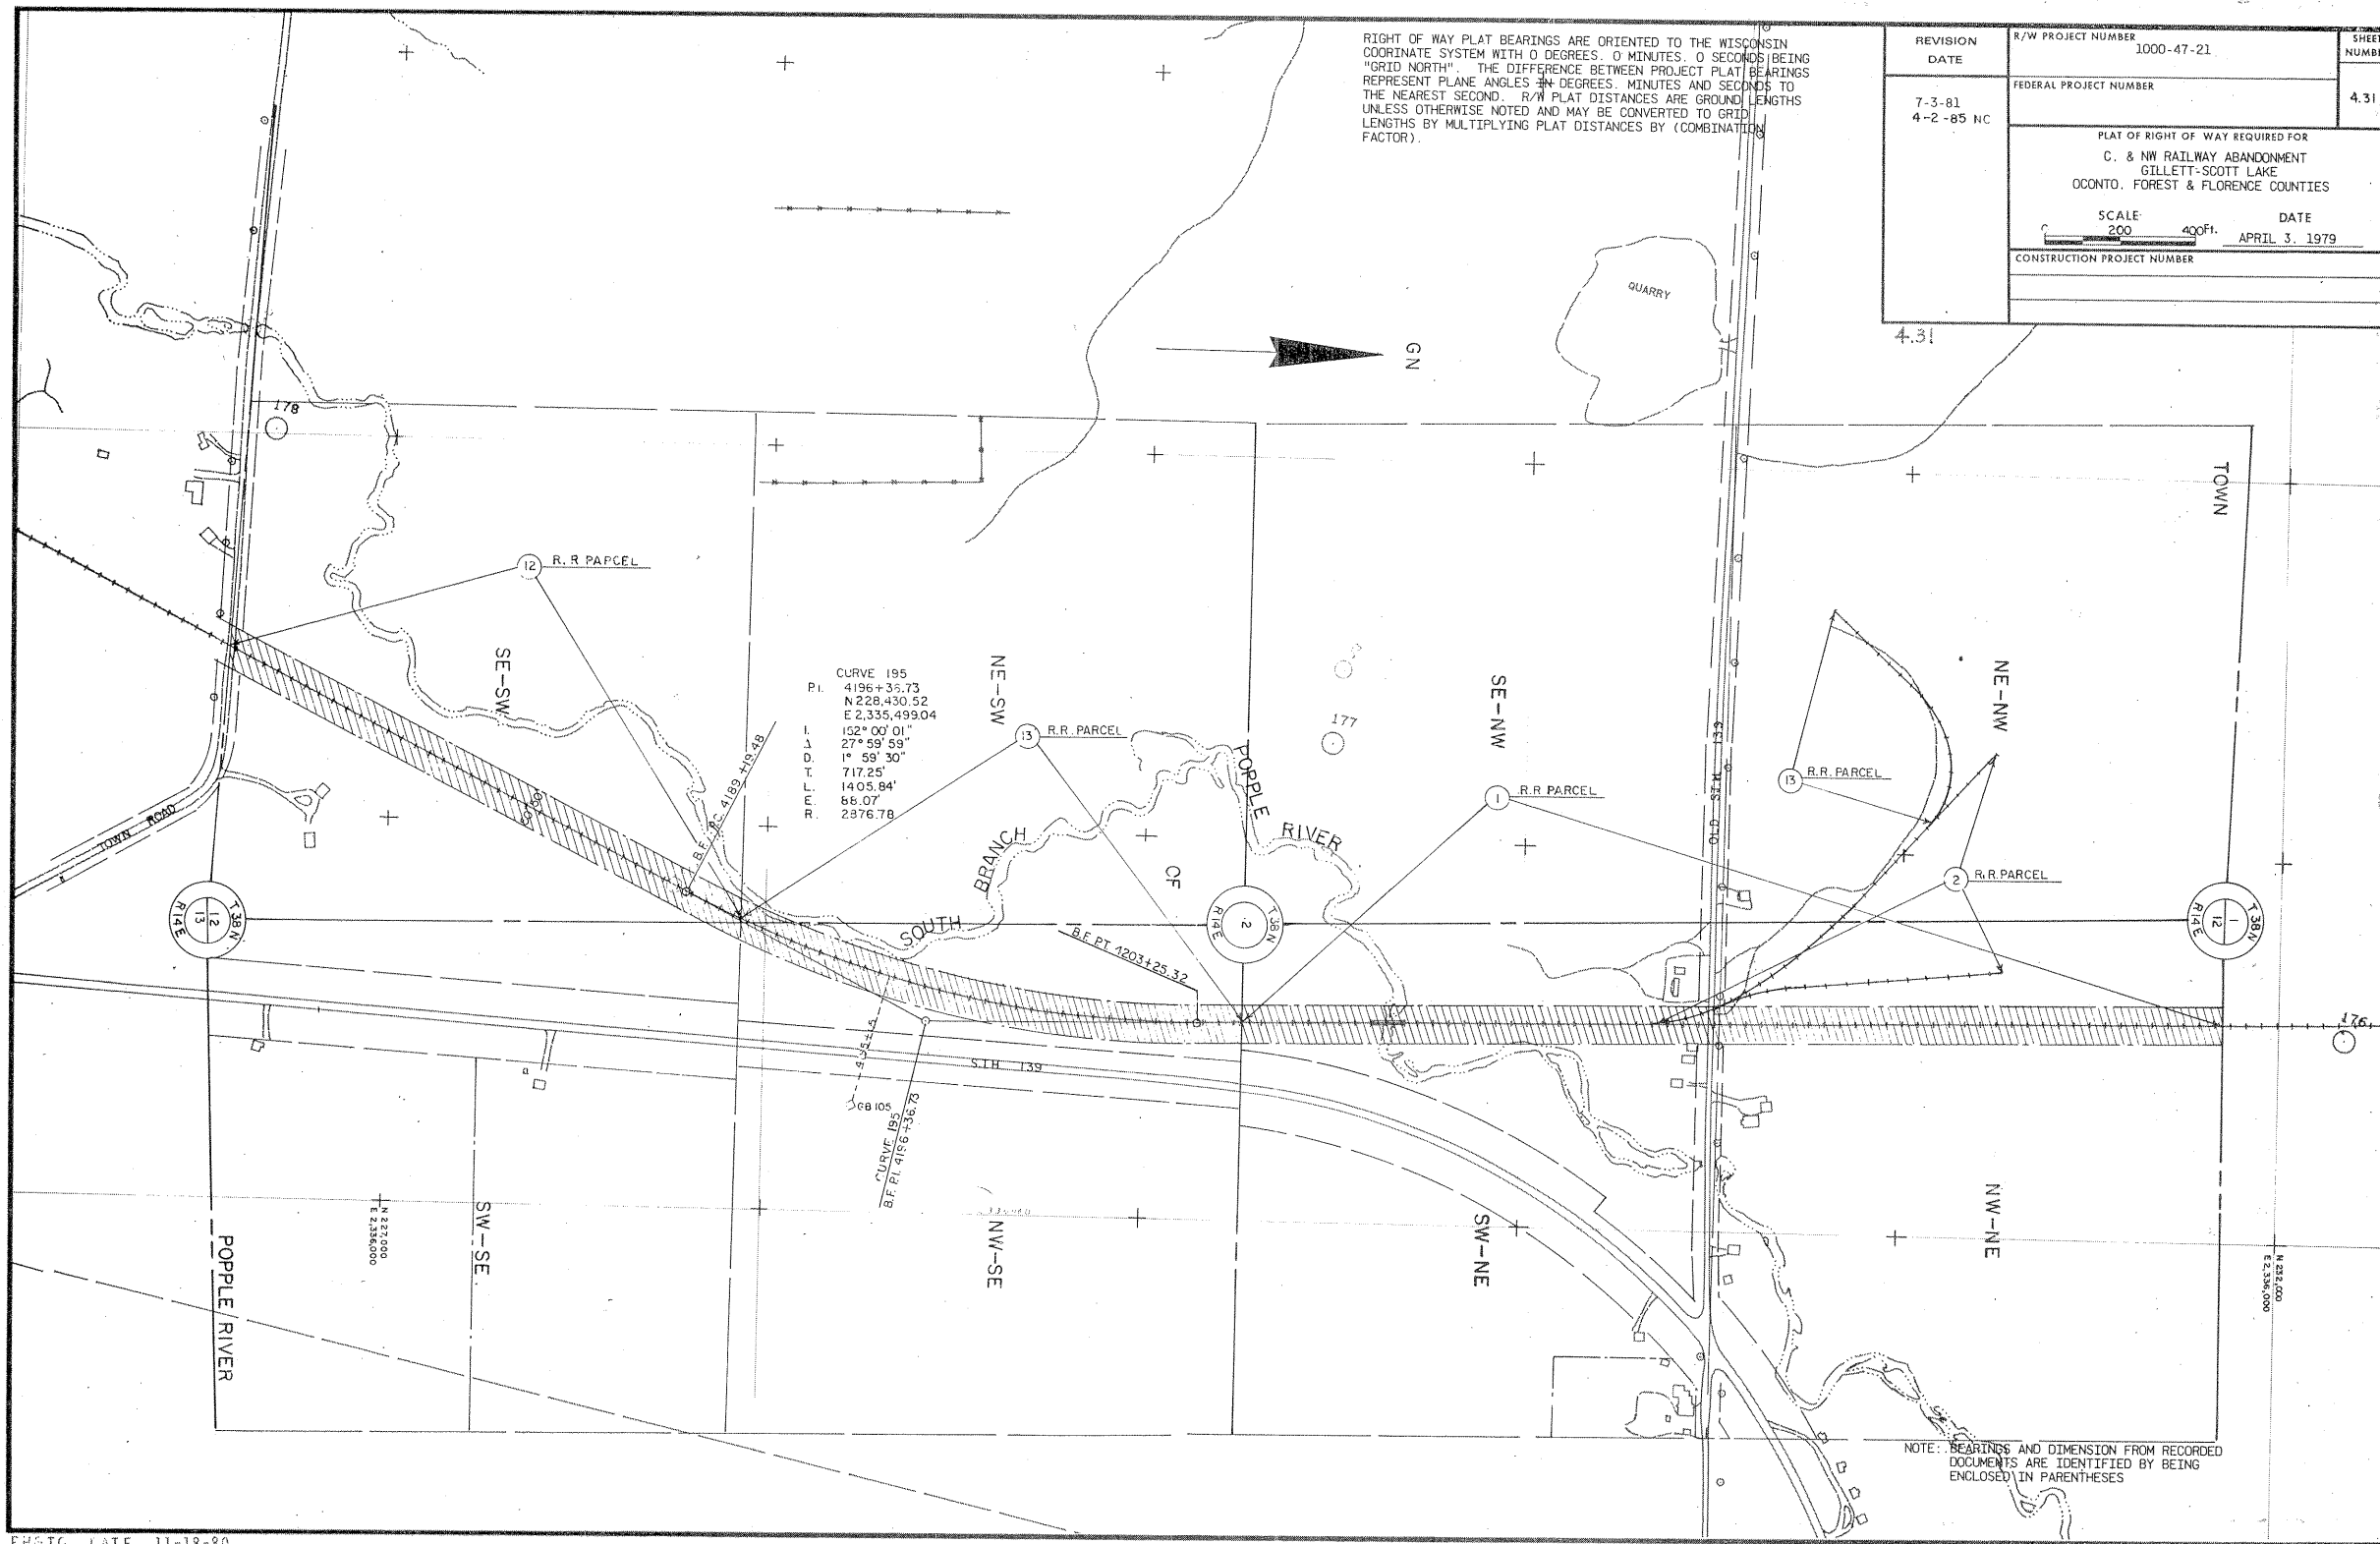 RIGHT OF WAY PLAT BEARINGS ARE ORIENTED TO THE WISCONSIN
COORINATE SYSTEM WITH 0 DEGREES. 0 MINUTES. 0 SECONDS BEING
"GRID NORTH". THE DIFFERENCE BETWEEN PROJECT PLAT BEARINGS
REPRESENT PLANE ANGLES IN DEGREES. MINUTES AND SECONDS TO
THE NEAREST SECOND. R/W PLAT DISTANCES ARE GROUND LENGTHS
UNLESS OTHERWISE NOTED AND MAY BE CONVERTED TO GRID
LENGTHS BY MULTIPLYING PLAT DISTANCES BY (COMBINATION
FACTOR).
REVISION
DATE
7-3-81
4-2-85 NC
R/W PROJECT NUMBER
1000-47-21
SHEET
FEDERAL PROJECT NUMBER
4.31
PLAT OF RIGHT OF WAY REQUIRED FOR
C. & NW RAILWAY ABANDONMENT
GILLETT-SCOTT LAKE
OCONTO. FOREST & FLORENCE COUNTIES
SCALE
200 400Ft.
DATE
APRIL 3. 1979
CONSTRUCTION PROJECT NUMBER
4.31
QUARRY
GN
178
TOWN
12 R.R PARCEL
SE-SW
CURVE 195
P.I. 4196+36.73
N 228,430.52
E 2,335,499.04
I. 152° 00' 01"
Δ 27° 59' 59"
D. 1° 59' 30"
T. 717.25'
L. 1405.84'
E. 88.07'
R. 2876.78
NE-SW
13 R.R. PARCEL
177
SE-NW
1 R.R PARCEL
OLD S.T.H. 139
NE-NW
13 R.R. PARCEL
2 R.R. PARCEL
B.F. P.C. 4189+19.48
TOWN ROAD
SOUTH
BRANCH
OF
POPPLE
RIVER
B.F. PT 4203+25.32
T 38 N
12
13
R 14 E
T 38 N
R 14 E
T 38 N
1
12
R 14 E
176
S.T.H 139
GB 105
CURVE 195
B.F. P.I. 4196+36.73
N 227,000
E 2,336,000
SW-SE
NW-SE
SW-NE
NW-NE
N 232,000
E 2,336,000
POPPLE RIVER
NOTE: BEARINGS AND DIMENSION FROM RECORDED
DOCUMENTS ARE IDENTIFIED BY BEING
ENCLOSED IN PARENTHESES
11-18-80